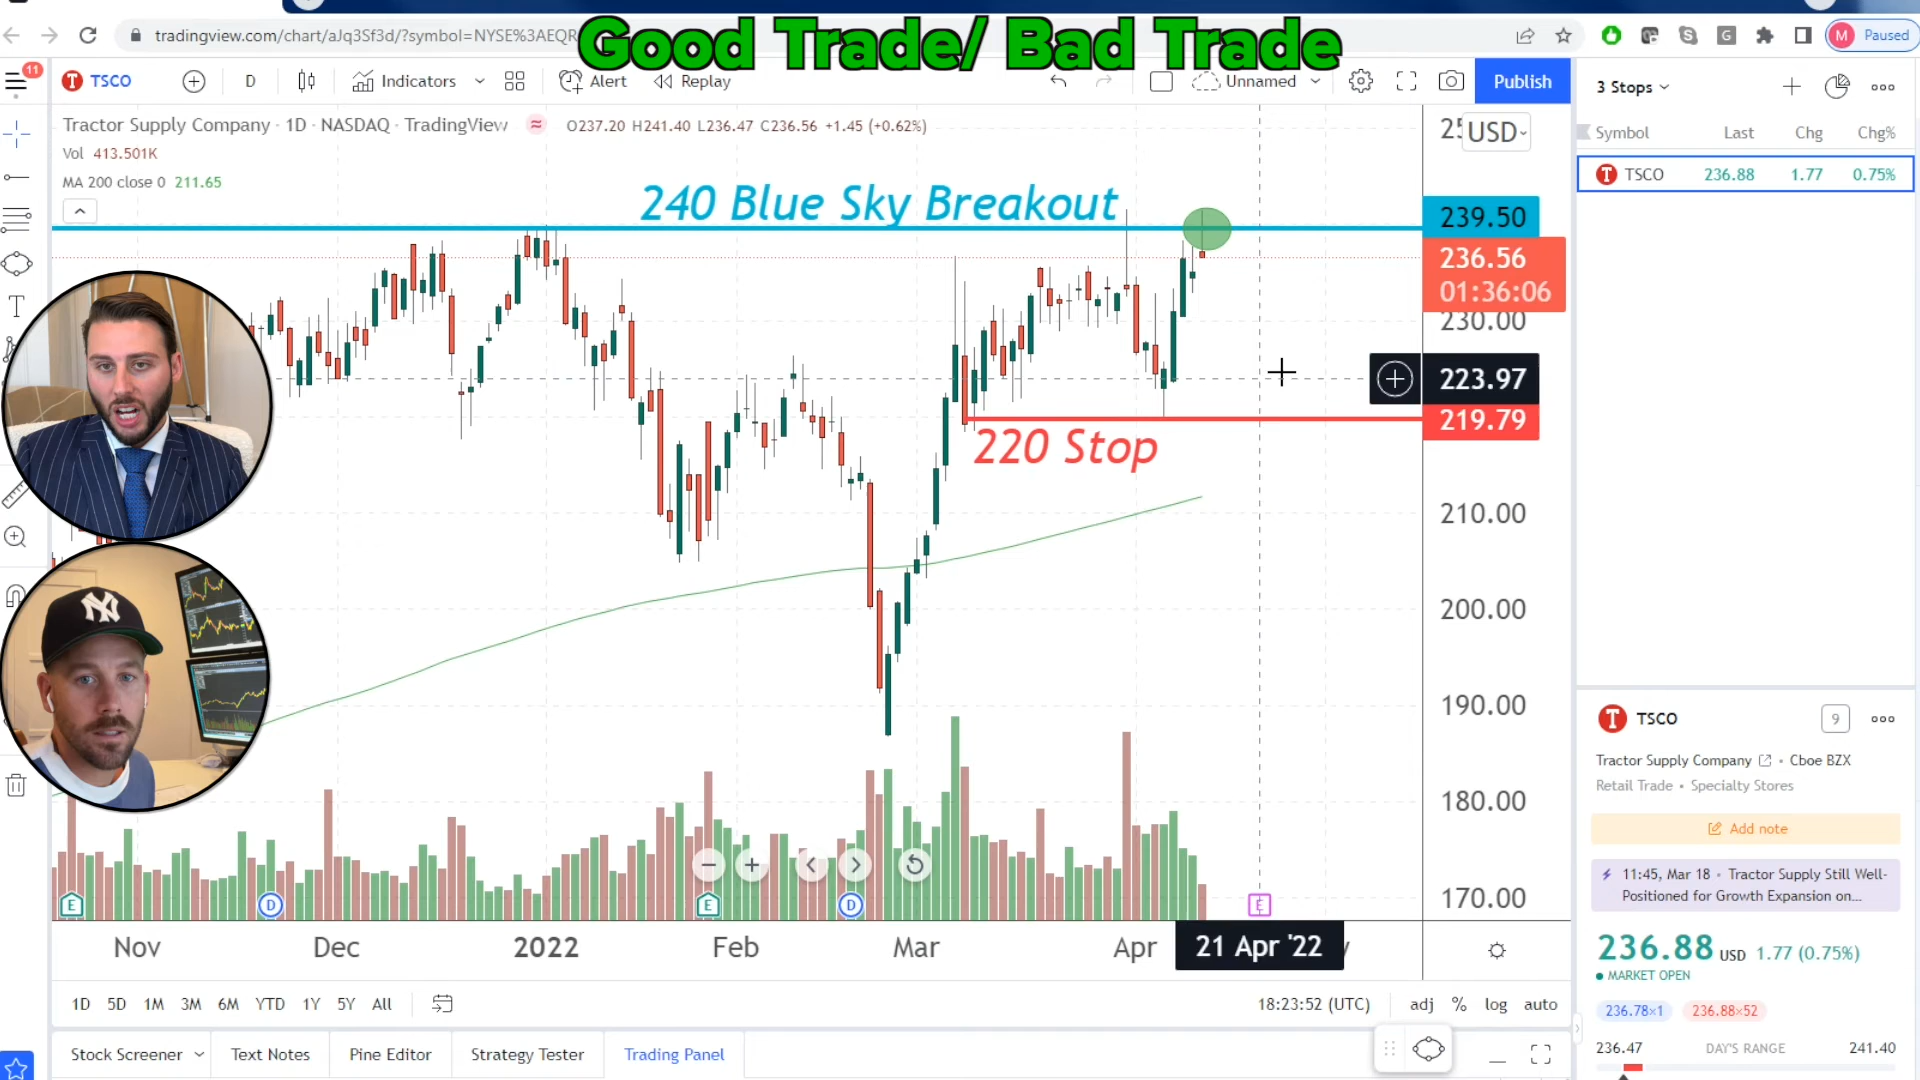 Good Trade/ Bad Trade
tradingview.com/chart/aJq3Sf3d/?symbol=NYSE%3AEQR
M Paused
11
TSCO
D
Indicators
Alert
Replay
Unnamed
Publish
3 Stops
Tractor Supply Company · 1D · NASDAQ · TradingView
O237.20 H241.40 L236.47 C236.56 +1.45 (+0.62%)
USD
Symbol Last Chg Chg%
Vol 413.501K
TSCO 236.88 1.77 0.75%
MA 200 close 0 211.65
240 Blue Sky Breakout
239.50
236.56
01:36:06
230.00
223.97
219.79
220 Stop
210.00
200.00
190.00
180.00
170.00
NY
TSCO
9
Tractor Supply Company • Cboe BZX
Retail Trade • Specialty Stores
Add note
11:45, Mar 18 • Tractor Supply Still Well-
Positioned for Growth Expansion on...
E D E D E
Nov Dec 2022 Feb Mar Apr 21 Apr '22
236.88 USD 1.77 (0.75%)
MARKET OPEN
1D 5D 1M 3M 6M YTD 1Y 5Y All
18:23:52 (UTC)
adj % log auto
236.78×1 236.88×52
236.47 DAY'S RANGE 241.40
Stock Screener Text Notes Pine Editor Strategy Tester Trading Panel